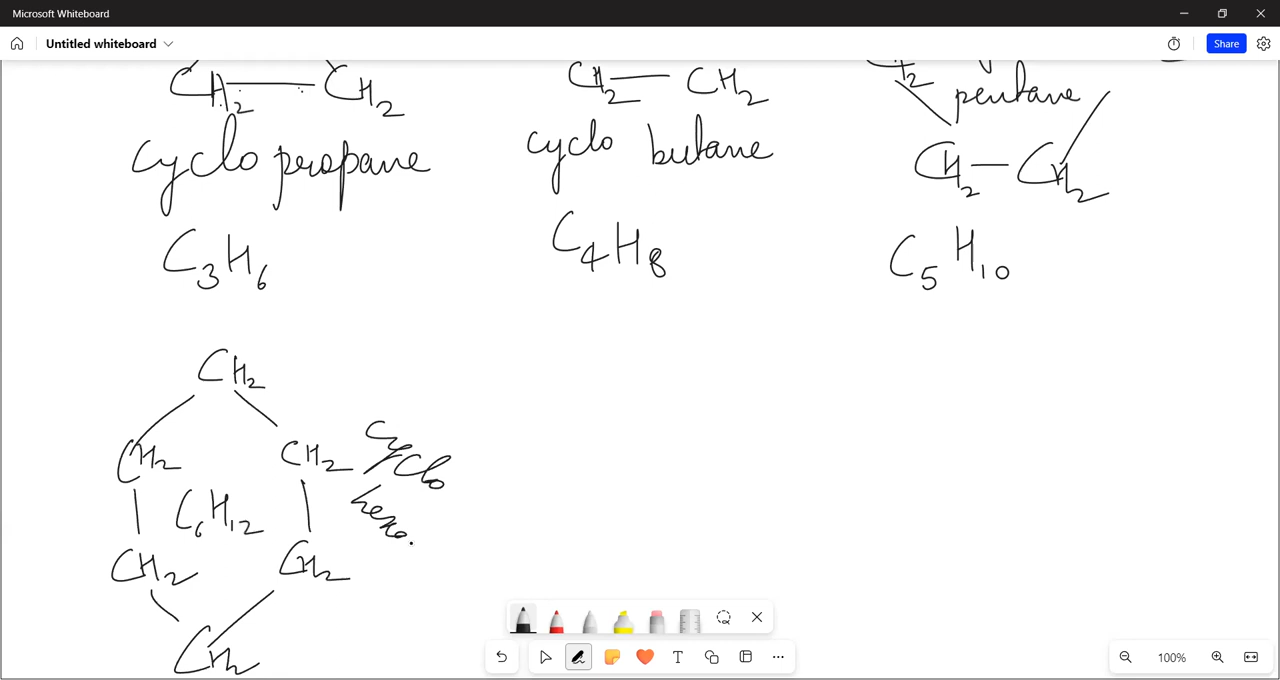 Microsoft Whiteboard
Untitled whiteboard
Share
CH2 CH2
cyclo propane
C3H6
CH2 CH2
cyclo butane
C4H8
pentane
CH2 CH2
C5H10
CH2
CH2 CH2
cyclo
C6H12
CH2 CH2
CH2
100%